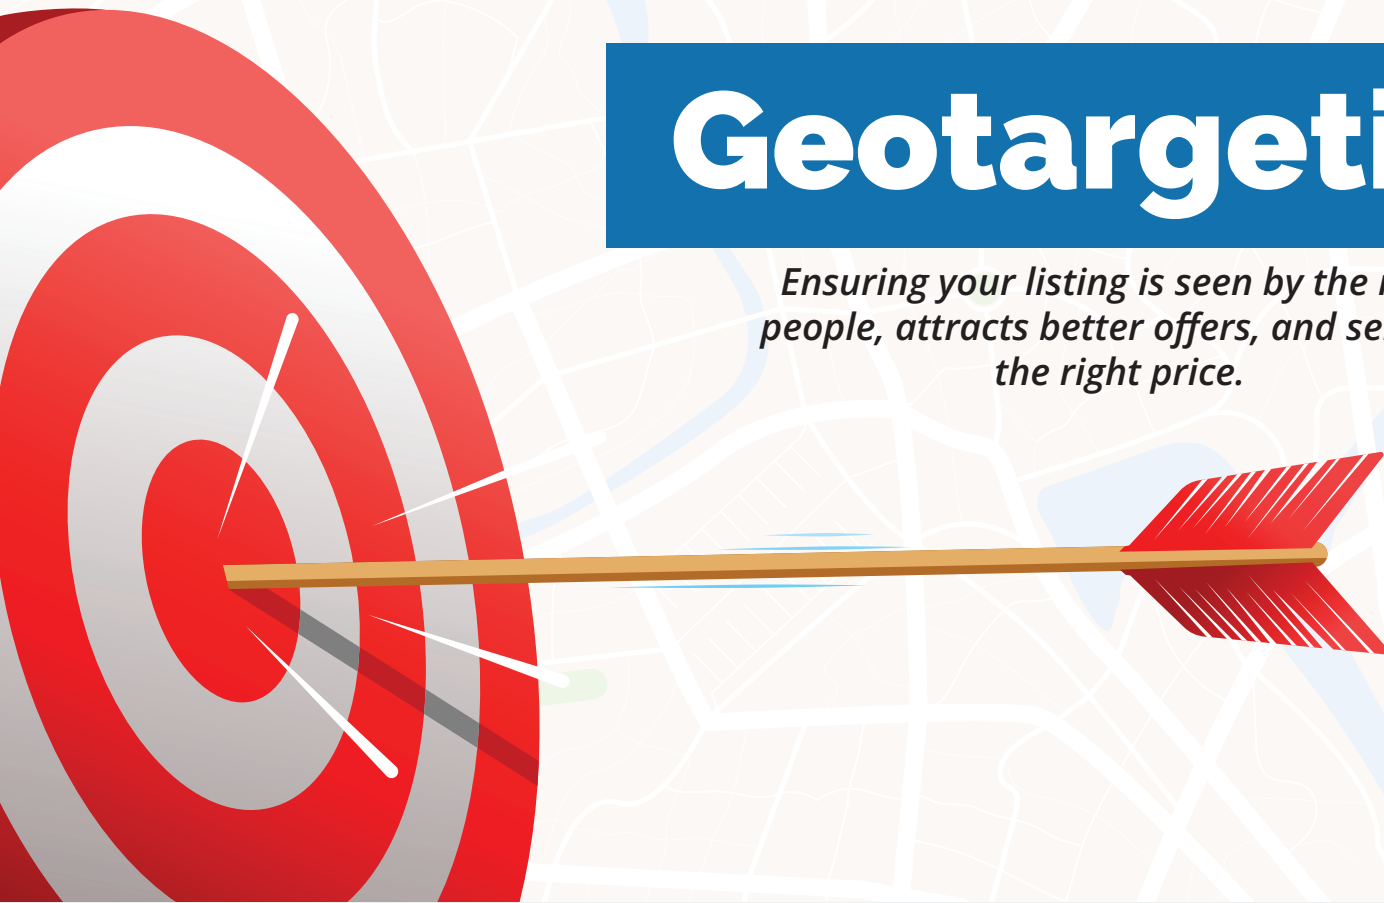 Geotargeti
Ensuring your listing is seen by the
people, attracts better offers, and se
the right price.